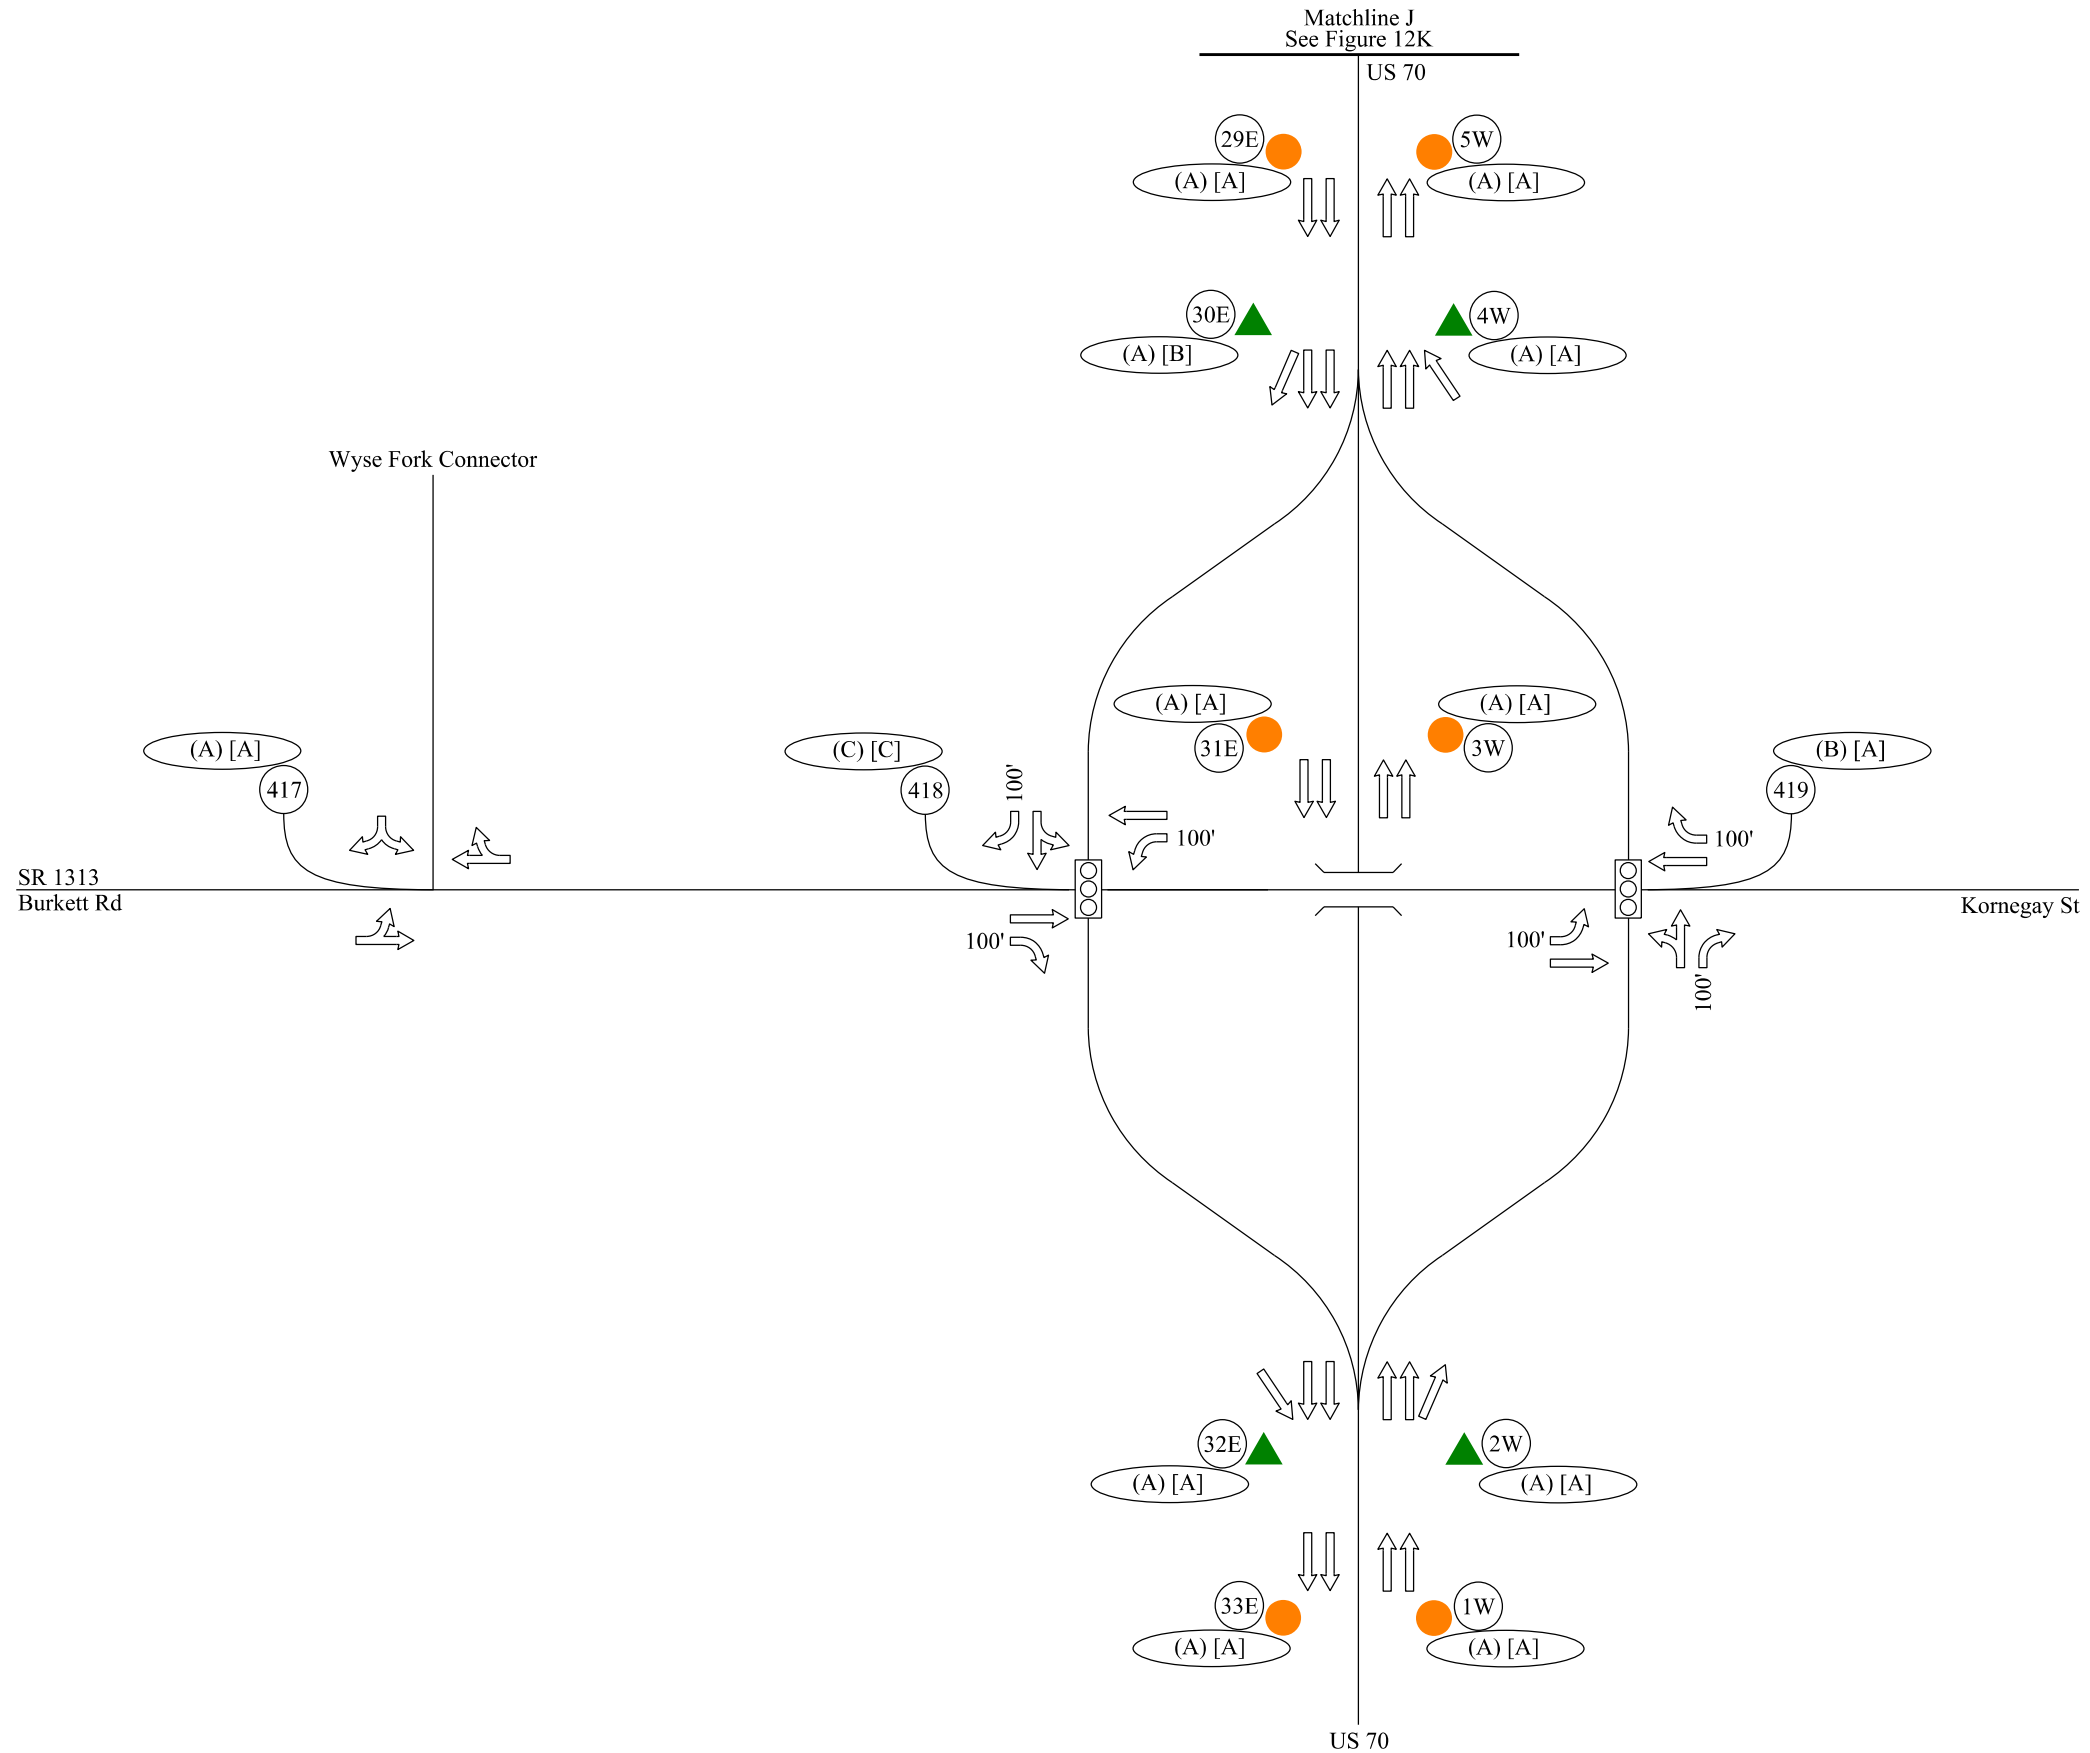 Matchline J
See Figure 12K
US 70
29E
(A) [A]
5W
(A) [A]
30E
(A) [B]
4W
(A) [A]
Wyse Fork Connector
(A) [A]
31E
(A) [A]
3W
(A) [A]
417
(C) [C]
418
(B) [A]
419
100'
100'
100'
SR 1313
Burkett Rd
Kornegay St
100'
100'
100'
32E
(A) [A]
2W
(A) [A]
33E
(A) [A]
1W
(A) [A]
US 70